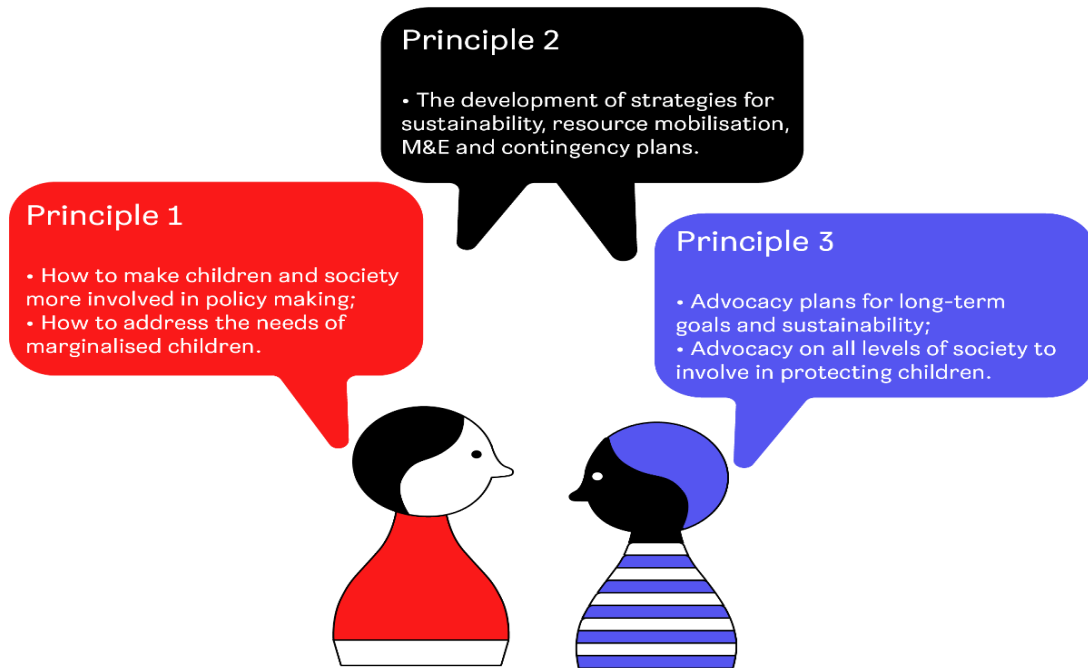 Principle 2
• The development of strategies for
sustainability, resource mobilisation,
M&E and contingency plans.
Principle 1
• How to make children and society
more involved in policy making;
• How to address the needs of
marginalised children.
Principle 3
• Advocacy plans for long-term
goals and sustainability;
• Advocacy on all levels of society to
involve in protecting children.